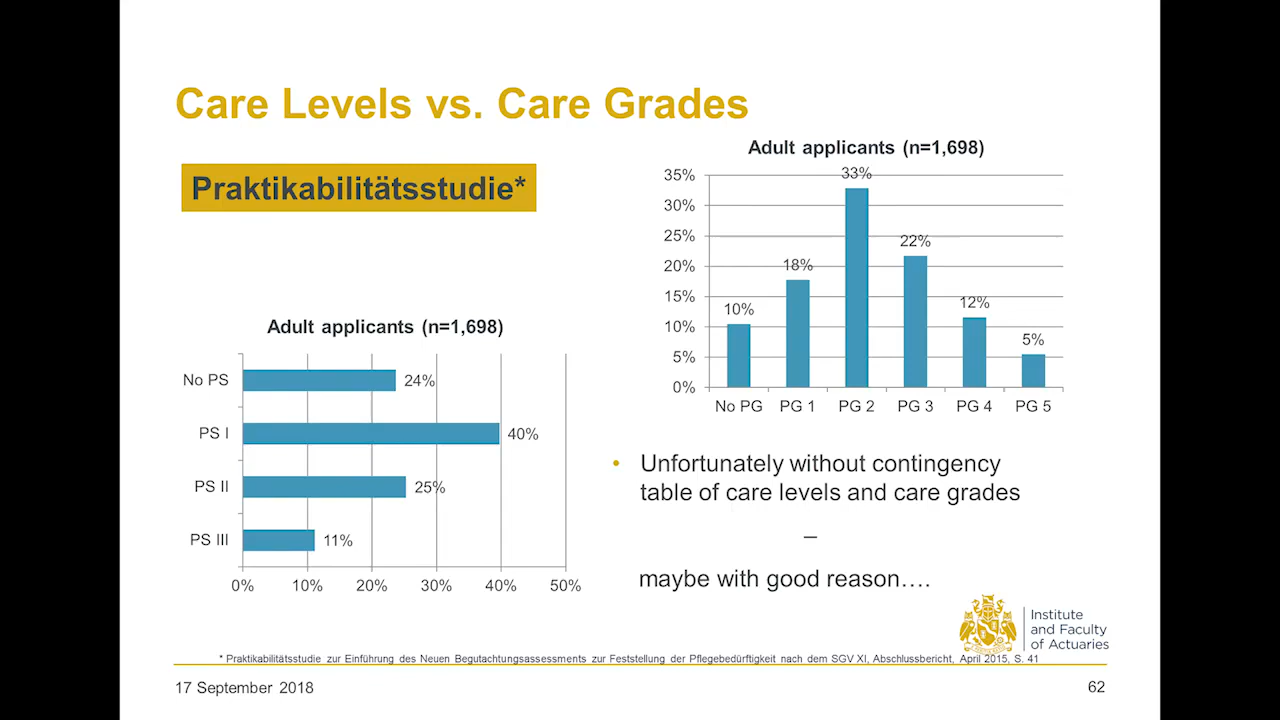 Care Levels vs. Care Grades
Praktikabilitätsstudie*
Adult applicants (n=1,698)
35%
30%
25%
20%
15%
10%
5%
0%
10%
18%
33%
22%
12%
5%
No PG
PG 1
PG 2
PG 3
PG 4
PG 5
Adult applicants (n=1,698)
No PS
24%
PS I
40%
PS II
25%
PS III
11%
0%
10%
20%
30%
40%
50%
• Unfortunately without contingency
table of care levels and care grades
–
maybe with good reason….
Institute
and Faculty
of Actuaries
* Praktikabilitätsstudie zur Einführung des Neuen Begutachtungsassessments zur Feststellung der Pflegebedürftigkeit nach dem SGV XI, Abschlussbericht, April 2015, S. 41
17 September 2018
62